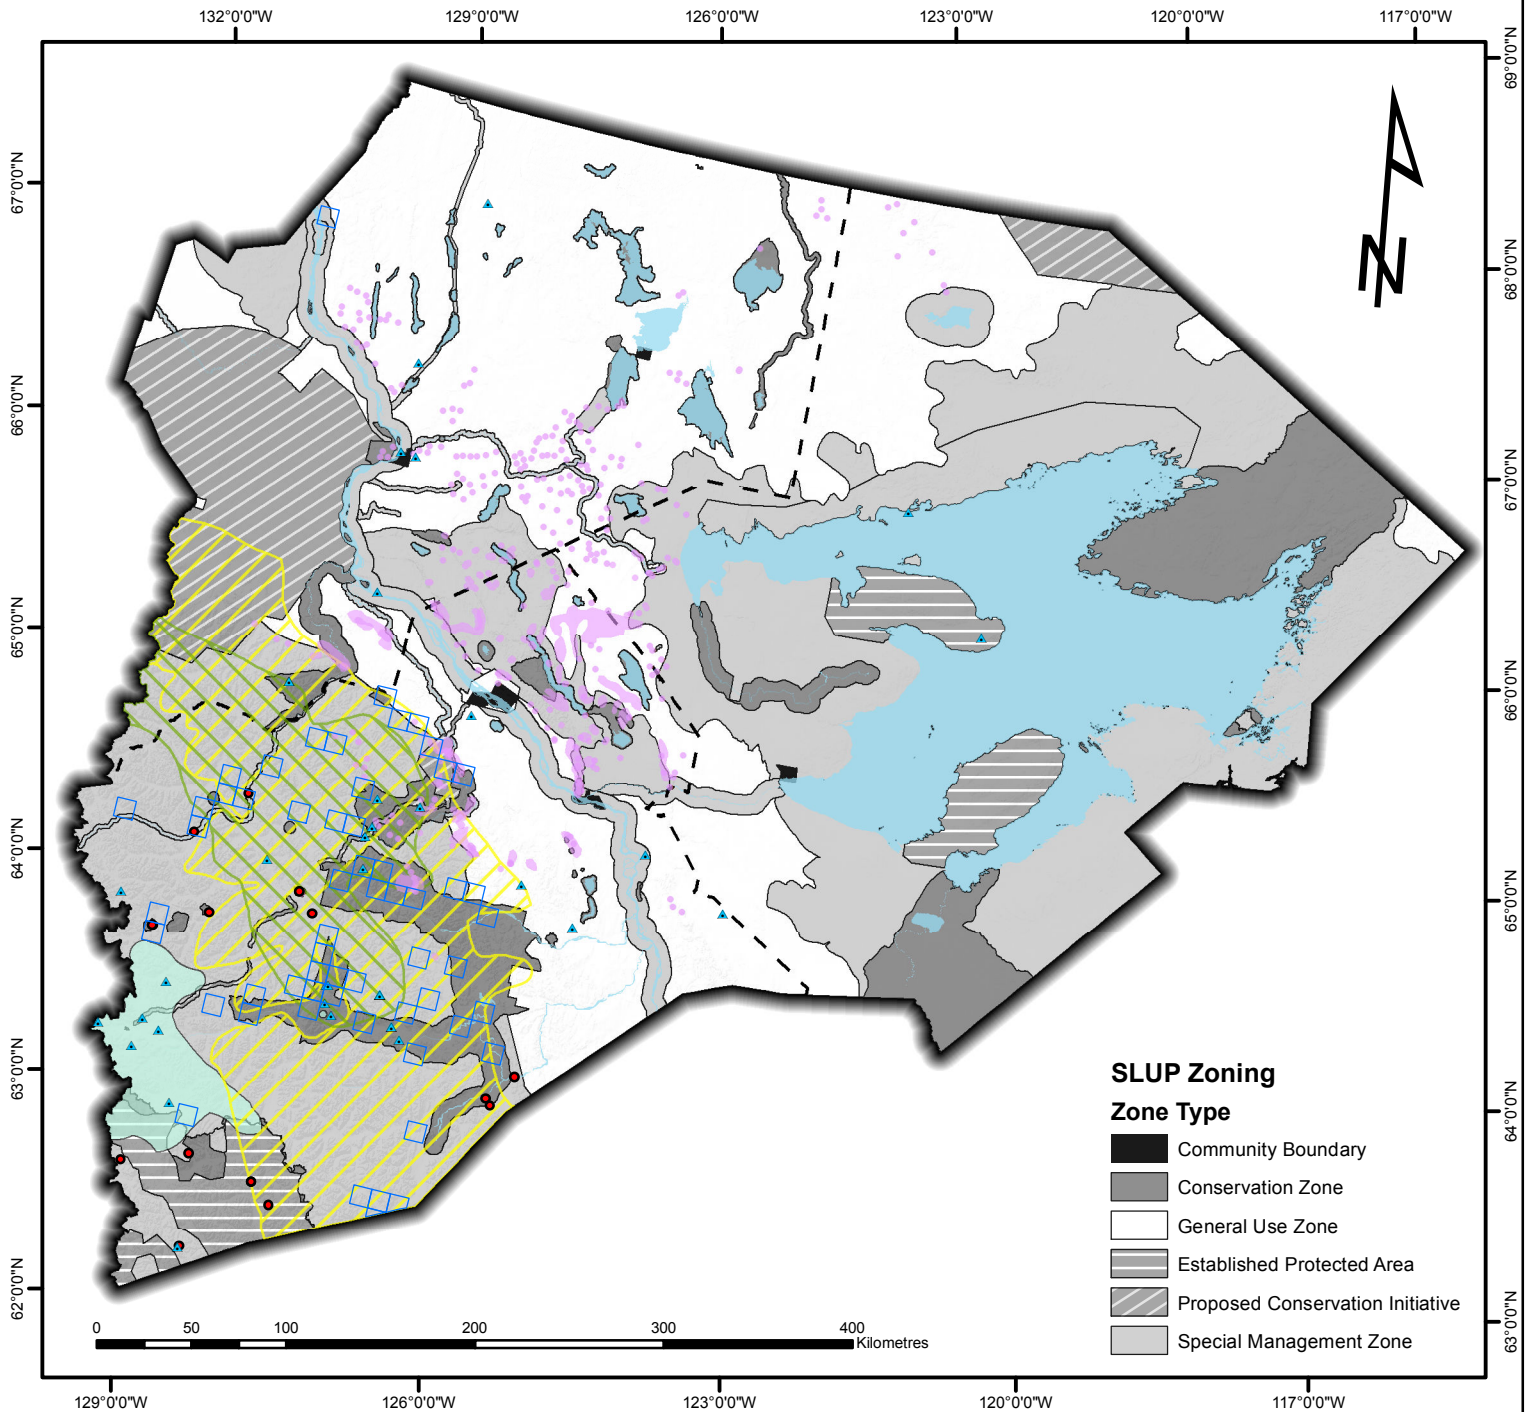 132°0'0"W 129°0'0"W 126°0'0"W 123°0'0"W 120°0'0"W 117°0'0"W
69°0'0"N
68°0'0"N
67°0'0"N
66°0'0"N
65°0'0"N
64°0'0"N
63°0'0"N
67°0'0"N
66°0'0"N
65°0'0"N
64°0'0"N
63°0'0"N
62°0'0"N
N
SLUP Zoning
Zone Type
Community Boundary
Conservation Zone
General Use Zone
Established Protected Area
Proposed Conservation Initiative
Special Management Zone
0 50 100 200 300 400
Kilometres
129°0'0"W 126°0'0"W 123°0'0"W 120°0'0"W 117°0'0"W